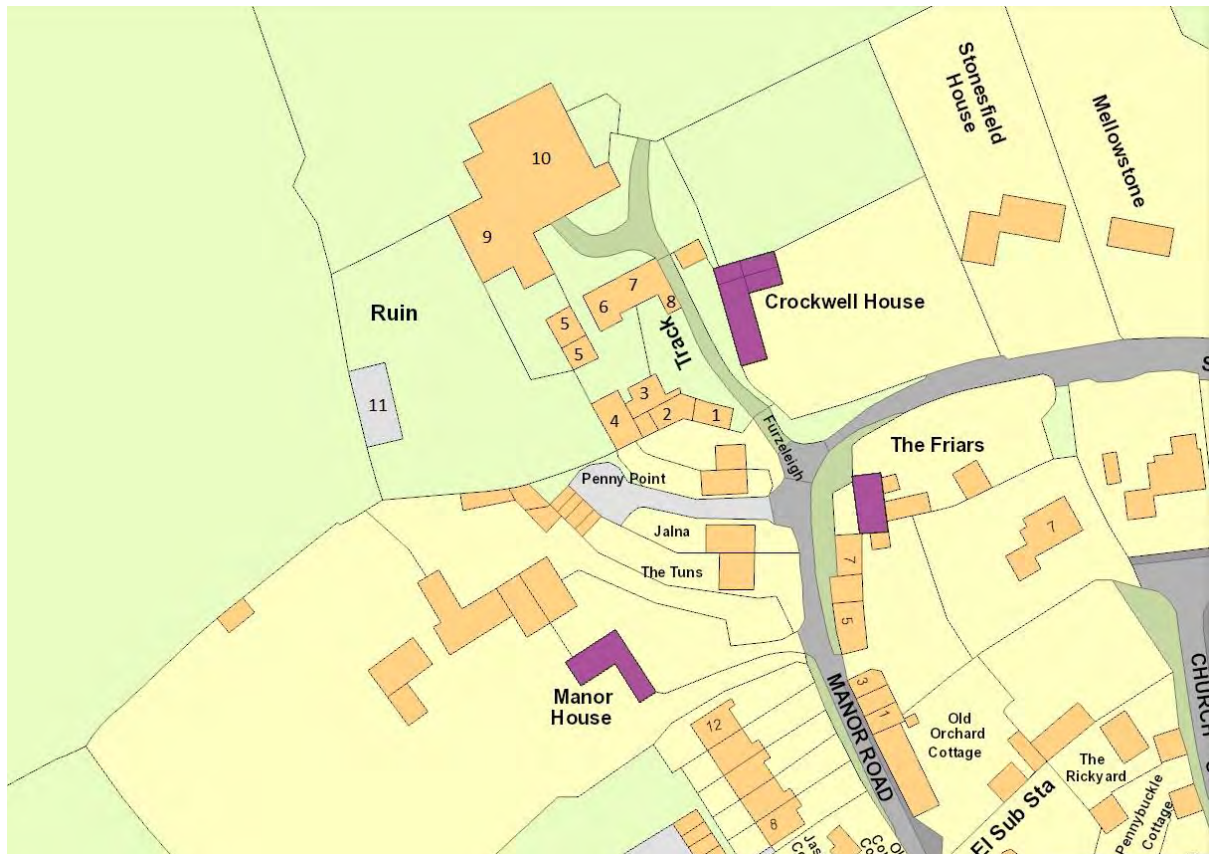 Stonesfield
House
Mellowstone
10
9
7
6
8
5
5
Ruin
Track
Crockwell House
11
3
4
2
1
Furzeleigh
The Friars
Penny Point
Jalna
The Tuns
7
7
5
Manor
House
MANOR ROAD
3
1
12
8
Old
Orchard
Cottage
The
Rickyard
El Sub Sta
Pennybuckle
Cottage
CHURCH